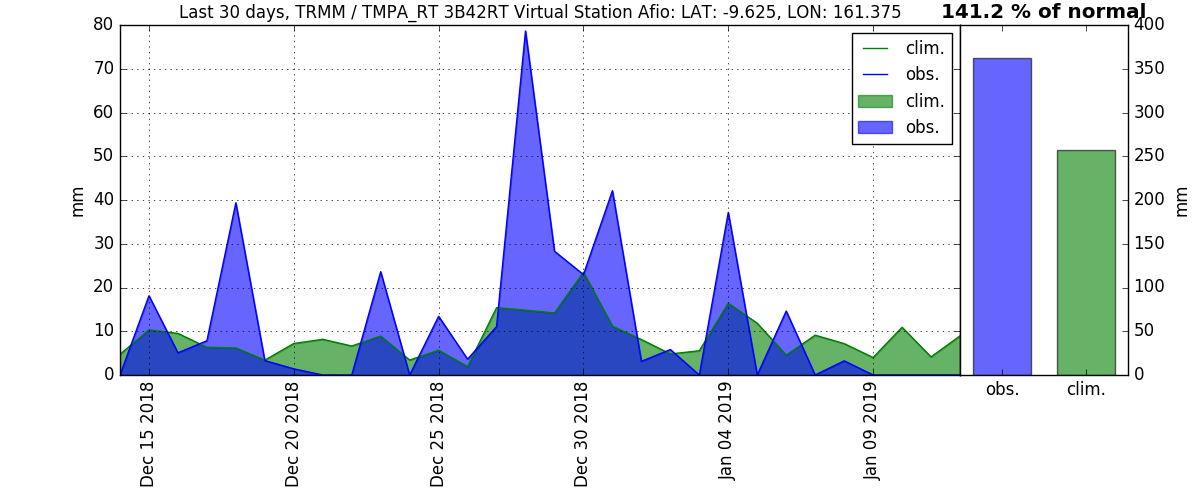 Last 30 days, TRMM / TMPA_RT 3B42RT Virtual Station Afio: LAT: -9.625, LON: 161.375
141.2 % of normal
80
70
60
50
40
30
20
10
0
mm
clim.
obs.
clim.
obs.
Dec 15 2018
Dec 20 2018
Dec 25 2018
Dec 30 2018
Jan 04 2019
Jan 09 2019
400
350
300
250
200
150
100
50
0
mm
obs.
clim.